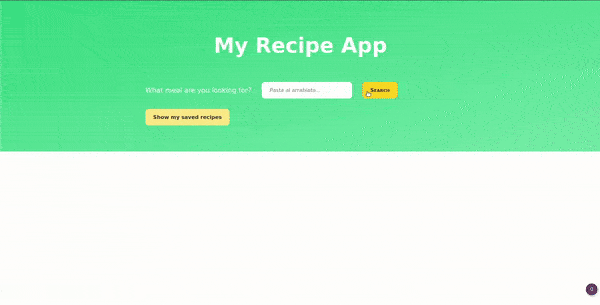 My Recipe App
What meal are you looking for?
Pasta al arrabiata...
Search
Show my saved recipes